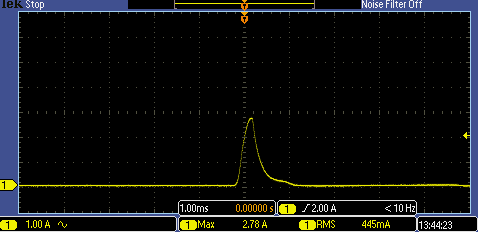 Tek Stop Noise Filter Off
1
1.00ms 0.00000 s 1 2.00 A < 10 Hz
1 1.00 A 1 Max 2.78 A 1 RMS 445mA 13:44:23